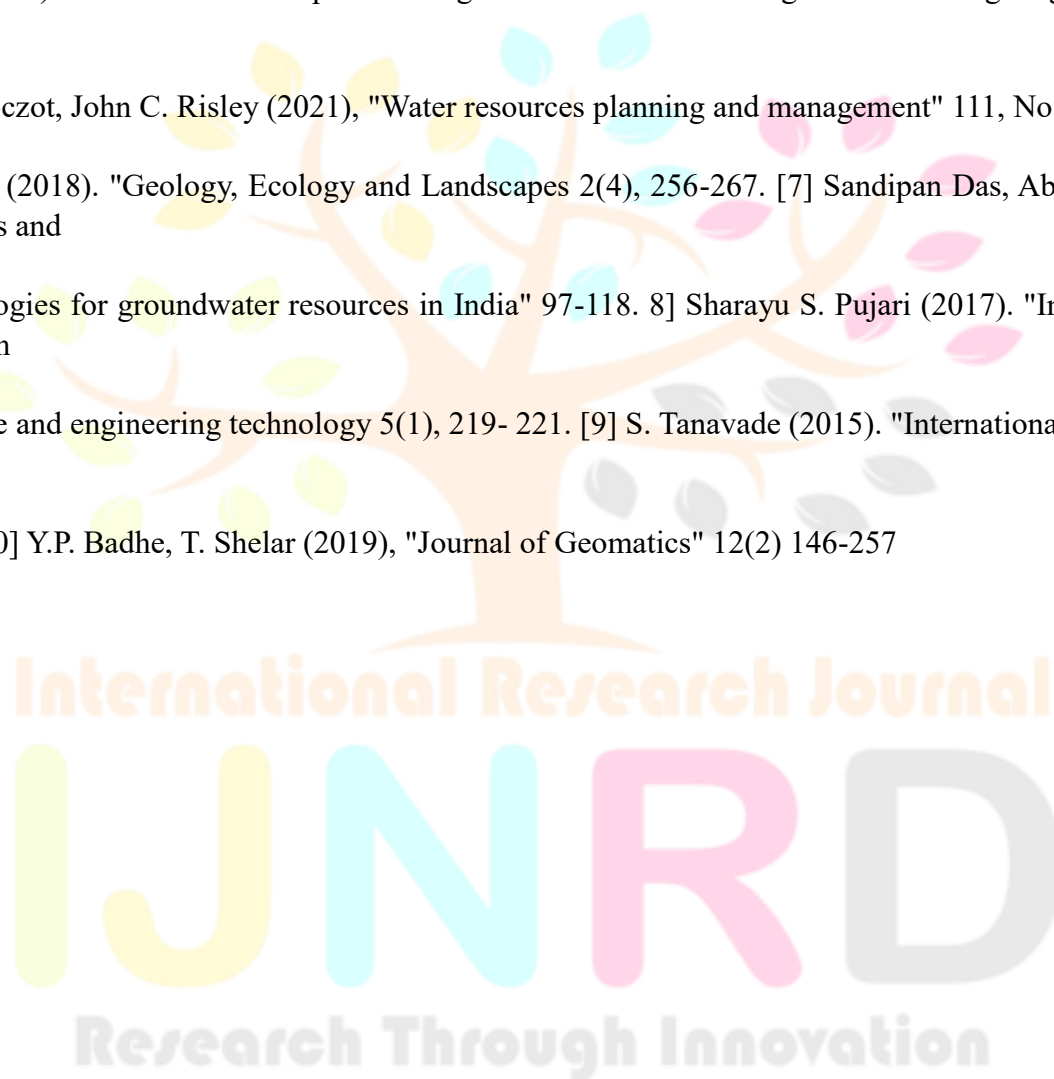 czot, John C. Risley (2021), "Water resources planning and management" 111, No
(2018). "Geology, Ecology and Landscapes 2(4), 256-267. [7] Sandipan Das, Ab
s and
ogies for groundwater resources in India" 97-118. 8] Sharayu S. Pujari (2017). "In
n
e and engineering technology 5(1), 219- 221. [9] S. Tanavade (2015). "Internationa
0] Y.P. Badhe, T. Shelar (2019), "Journal of Geomatics" 12(2) 146-257
International Research Journal
IJNRD
Research Through Innovation